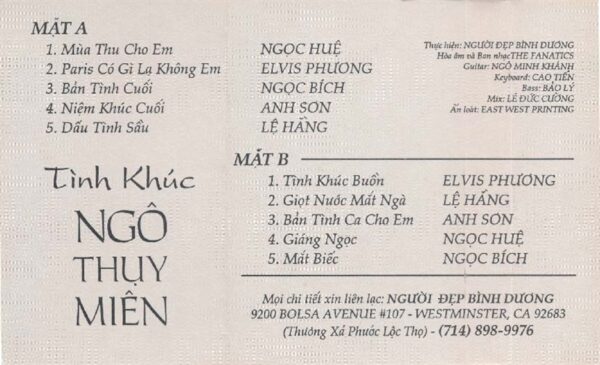 MẶT A
1. Mùa Thu Cho Em NGỌC HUỆ
2. Paris Có Gì Lạ Không Em ELVIS PHƯƠNG
3. Bản Tình Cuối NGỌC BÍCH
4. Niệm Khúc Cuối ANH SƠN
5. Dấu Tình Sầu LỆ HẰNG
Thực hiện: NGƯỜI ĐẸP BÌNH DƯƠNG
Hòa âm và Ban nhạc THE FANATICS
Guitar: NGÔ MINH KHÁNH
Keyboard: CAO TIẾN
Bass: BẢO LÝ
Mix: LÊ ĐỨC CƯỜNG
Ấn loát: EAST WEST PRINTING
Tình Khúc
NGÔ
THỤY
MIÊN
MẶT B
1. Tình Khúc Buồn ELVIS PHƯƠNG
2. Giọt Nước Mắt Ngà LỆ HẰNG
3. Bản Tình Ca Cho Em ANH SƠN
4. Giáng Ngọc NGỌC HUỆ
5. Mắt Biếc NGỌC BÍCH
Mọi chi tiết xin liên lạc: NGƯỜI ĐẸP BÌNH DƯƠNG
9200 BOLSA AVENUE #107 - WESTMINSTER, CA 92683
(Thương Xá Phước Lộc Thọ) - (714) 898-9976